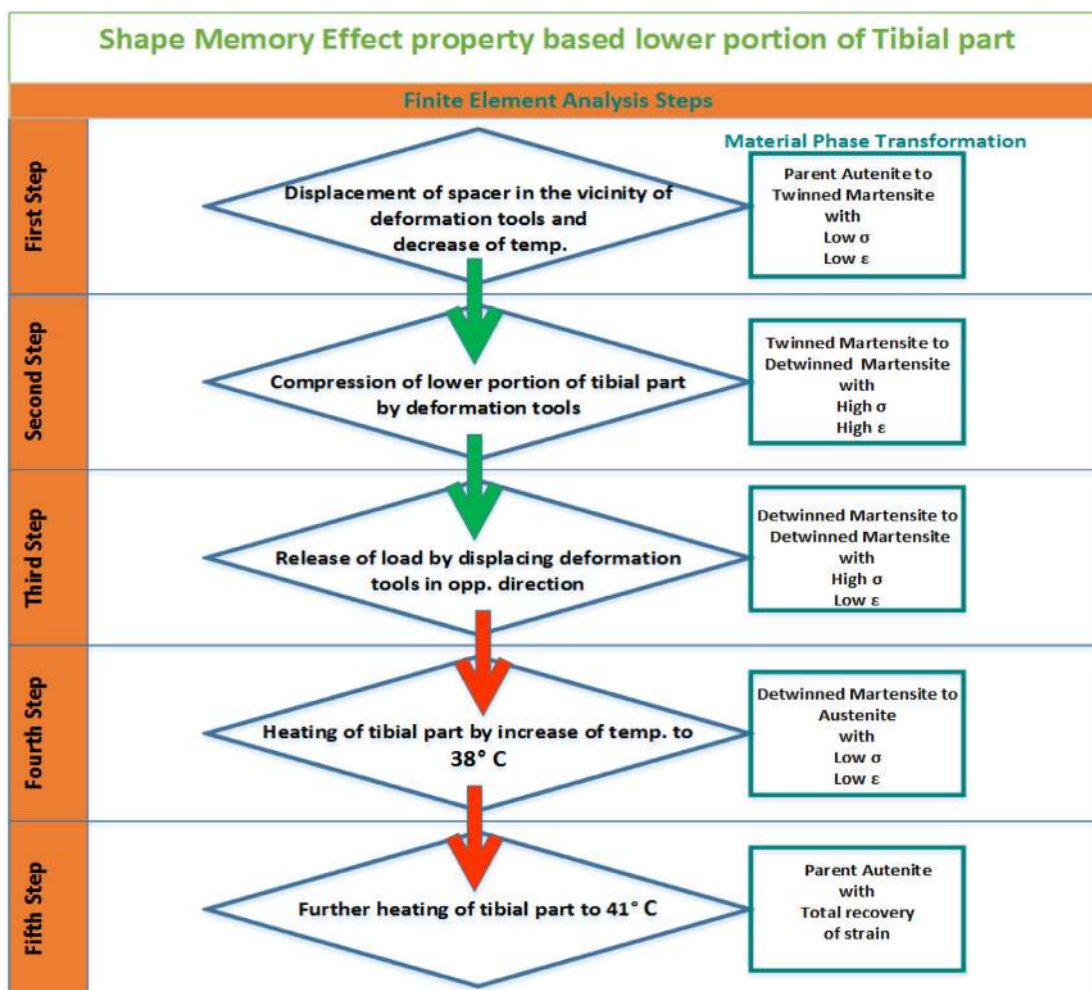 Shape Memory Effect property based lower portion of Tibial part
Finite Element Analysis Steps
First Step
Displacement of spacer in the vicinity of
deformation tools and
decrease of temp.
Material Phase Transformation
Parent Autenite to
Twinned Martensite
with
Low σ
Low ε
Second Step
Compression of lower portion of tibial part
by deformation tools
Twinned Martensite to
Detwinned Martensite
with
High σ
High ε
Third Step
Release of load by displacing deformation
tools in opp. direction
Detwinned Martensite to
Detwinned Martensite
with
High σ
Low ε
Fourth Step
Heating of tibial part by increase of temp. to
38° C
Detwinned Martensite to
Austenite
with
Low σ
Low ε
Fifth Step
Further heating of tibial part to 41° C
Parent Autenite
with
Total recovery
of strain